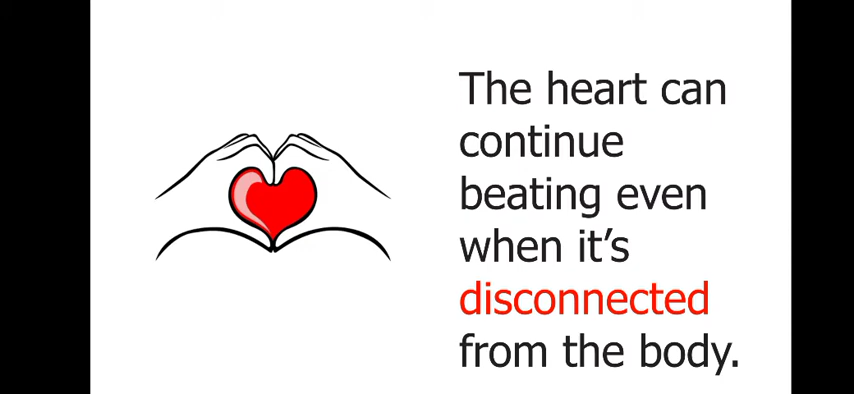 The heart can
continue
beating even
when it’s
disconnected
from the body.